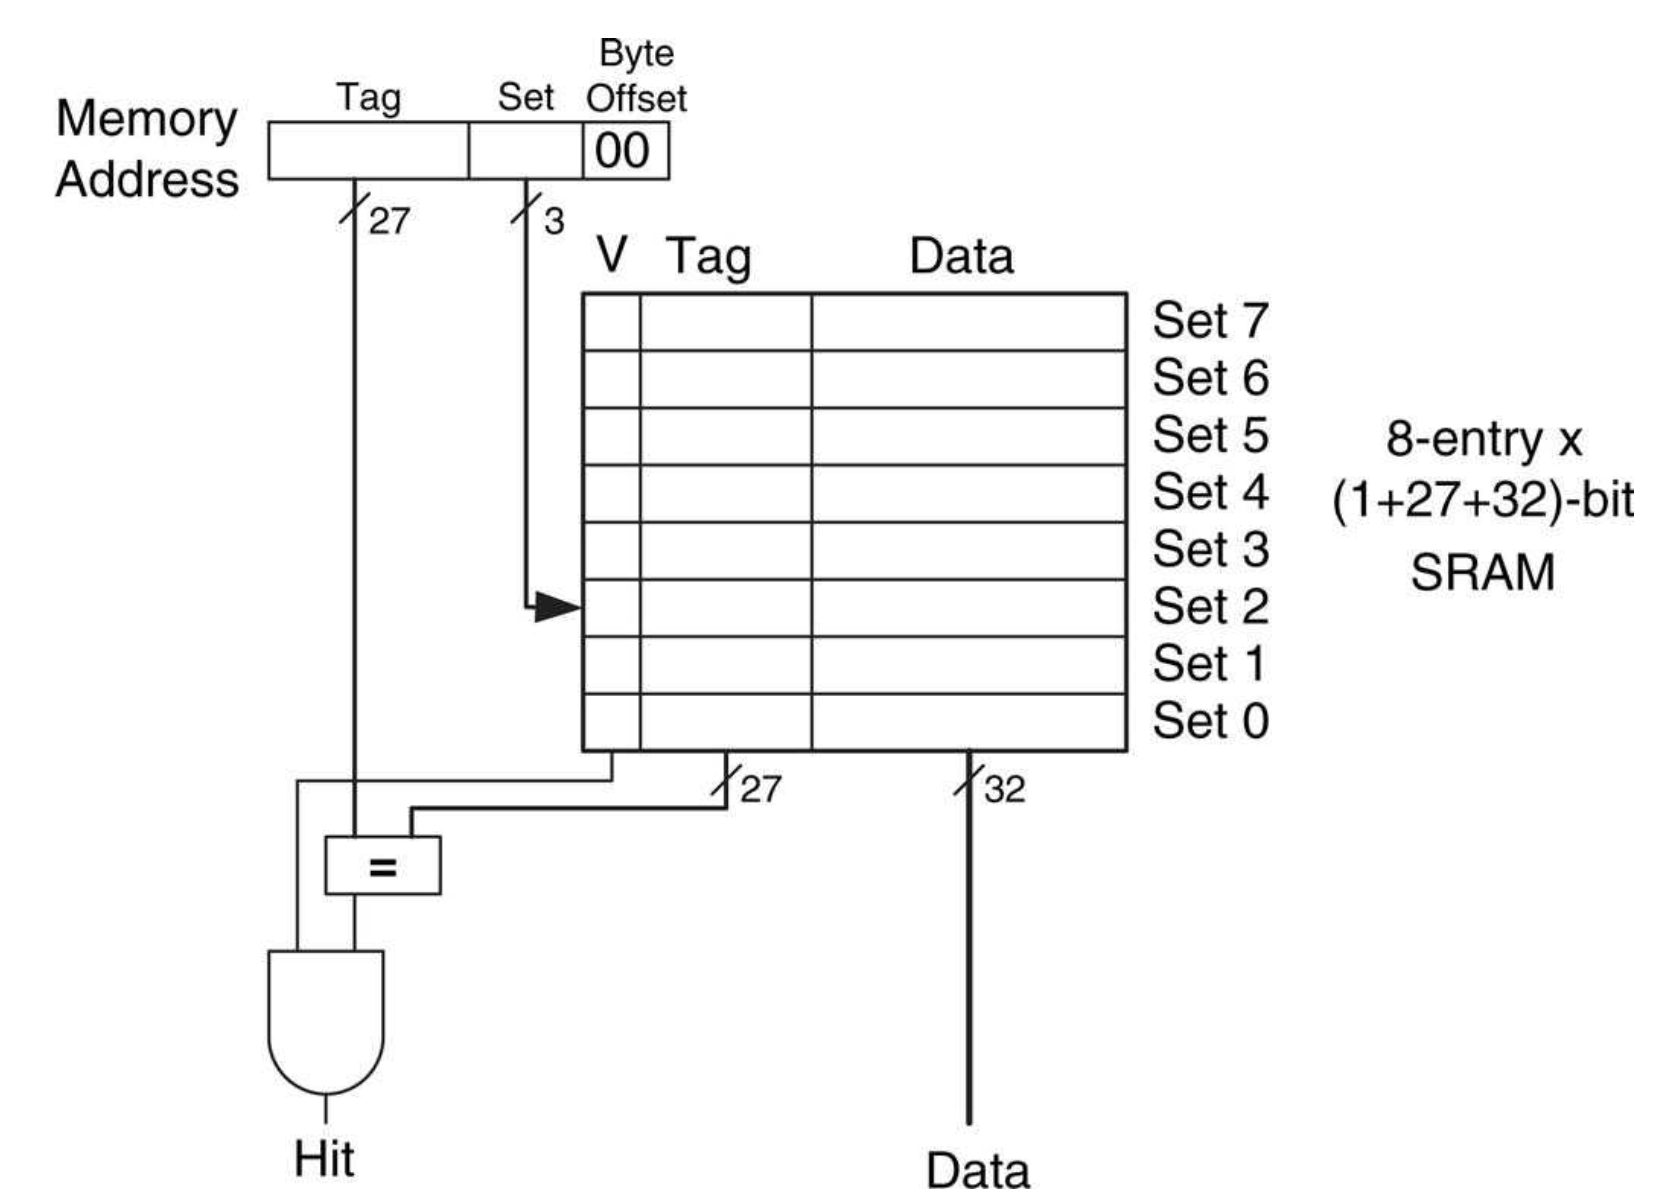 Byte
Tag Set Offset
Memory
Address
00
27 3
V Tag Data
Set 7
Set 6
Set 5
Set 4
Set 3
Set 2
Set 1
Set 0
8-entry x
(1+27+32)-bit
SRAM
27 32
=
Hit
Data